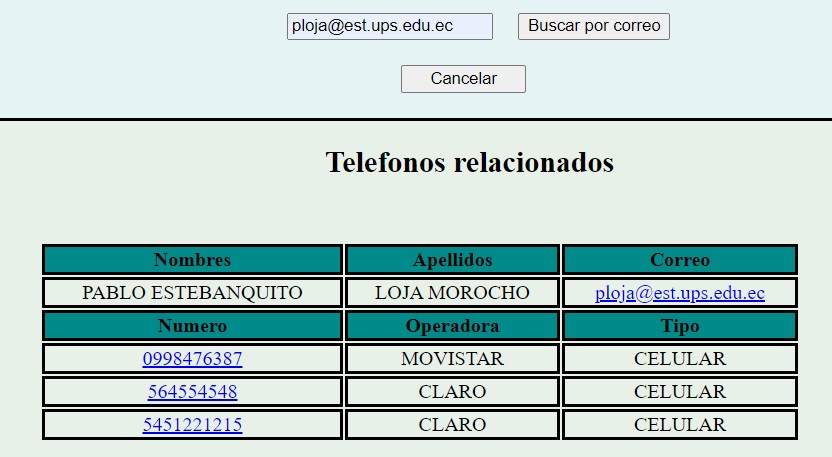 ploja@est.ups.edu.ec Buscar por correo
Cancelar
Telefonos relacionados
Nombres Apellidos Correo
PABLO ESTEBANQUITO LOJA MOROCHO ploja@est.ups.edu.ec
Numero Operadora Tipo
0998476387 MOVISTAR CELULAR
564554548 CLARO CELULAR
5451221215 CLARO CELULAR